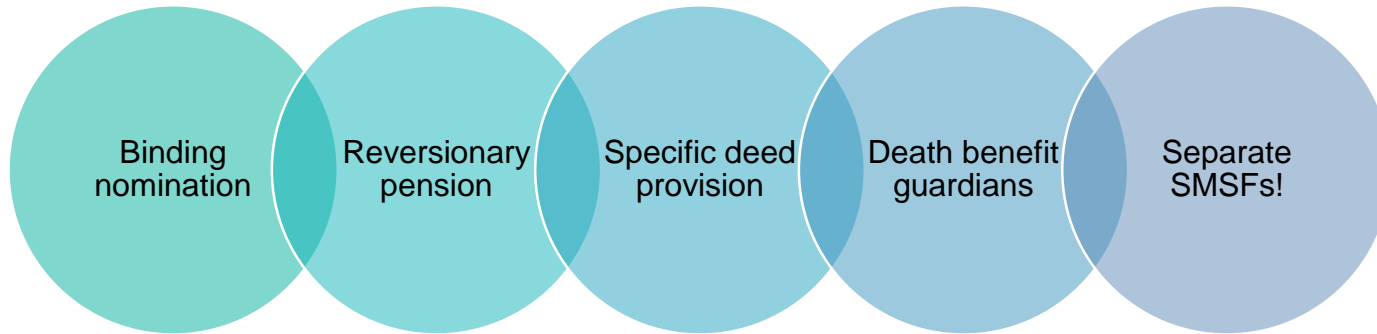 Binding
nomination
Reversionary
pension
Specific deed
provision
Death benefit
guardians
Separate
SMSFs!